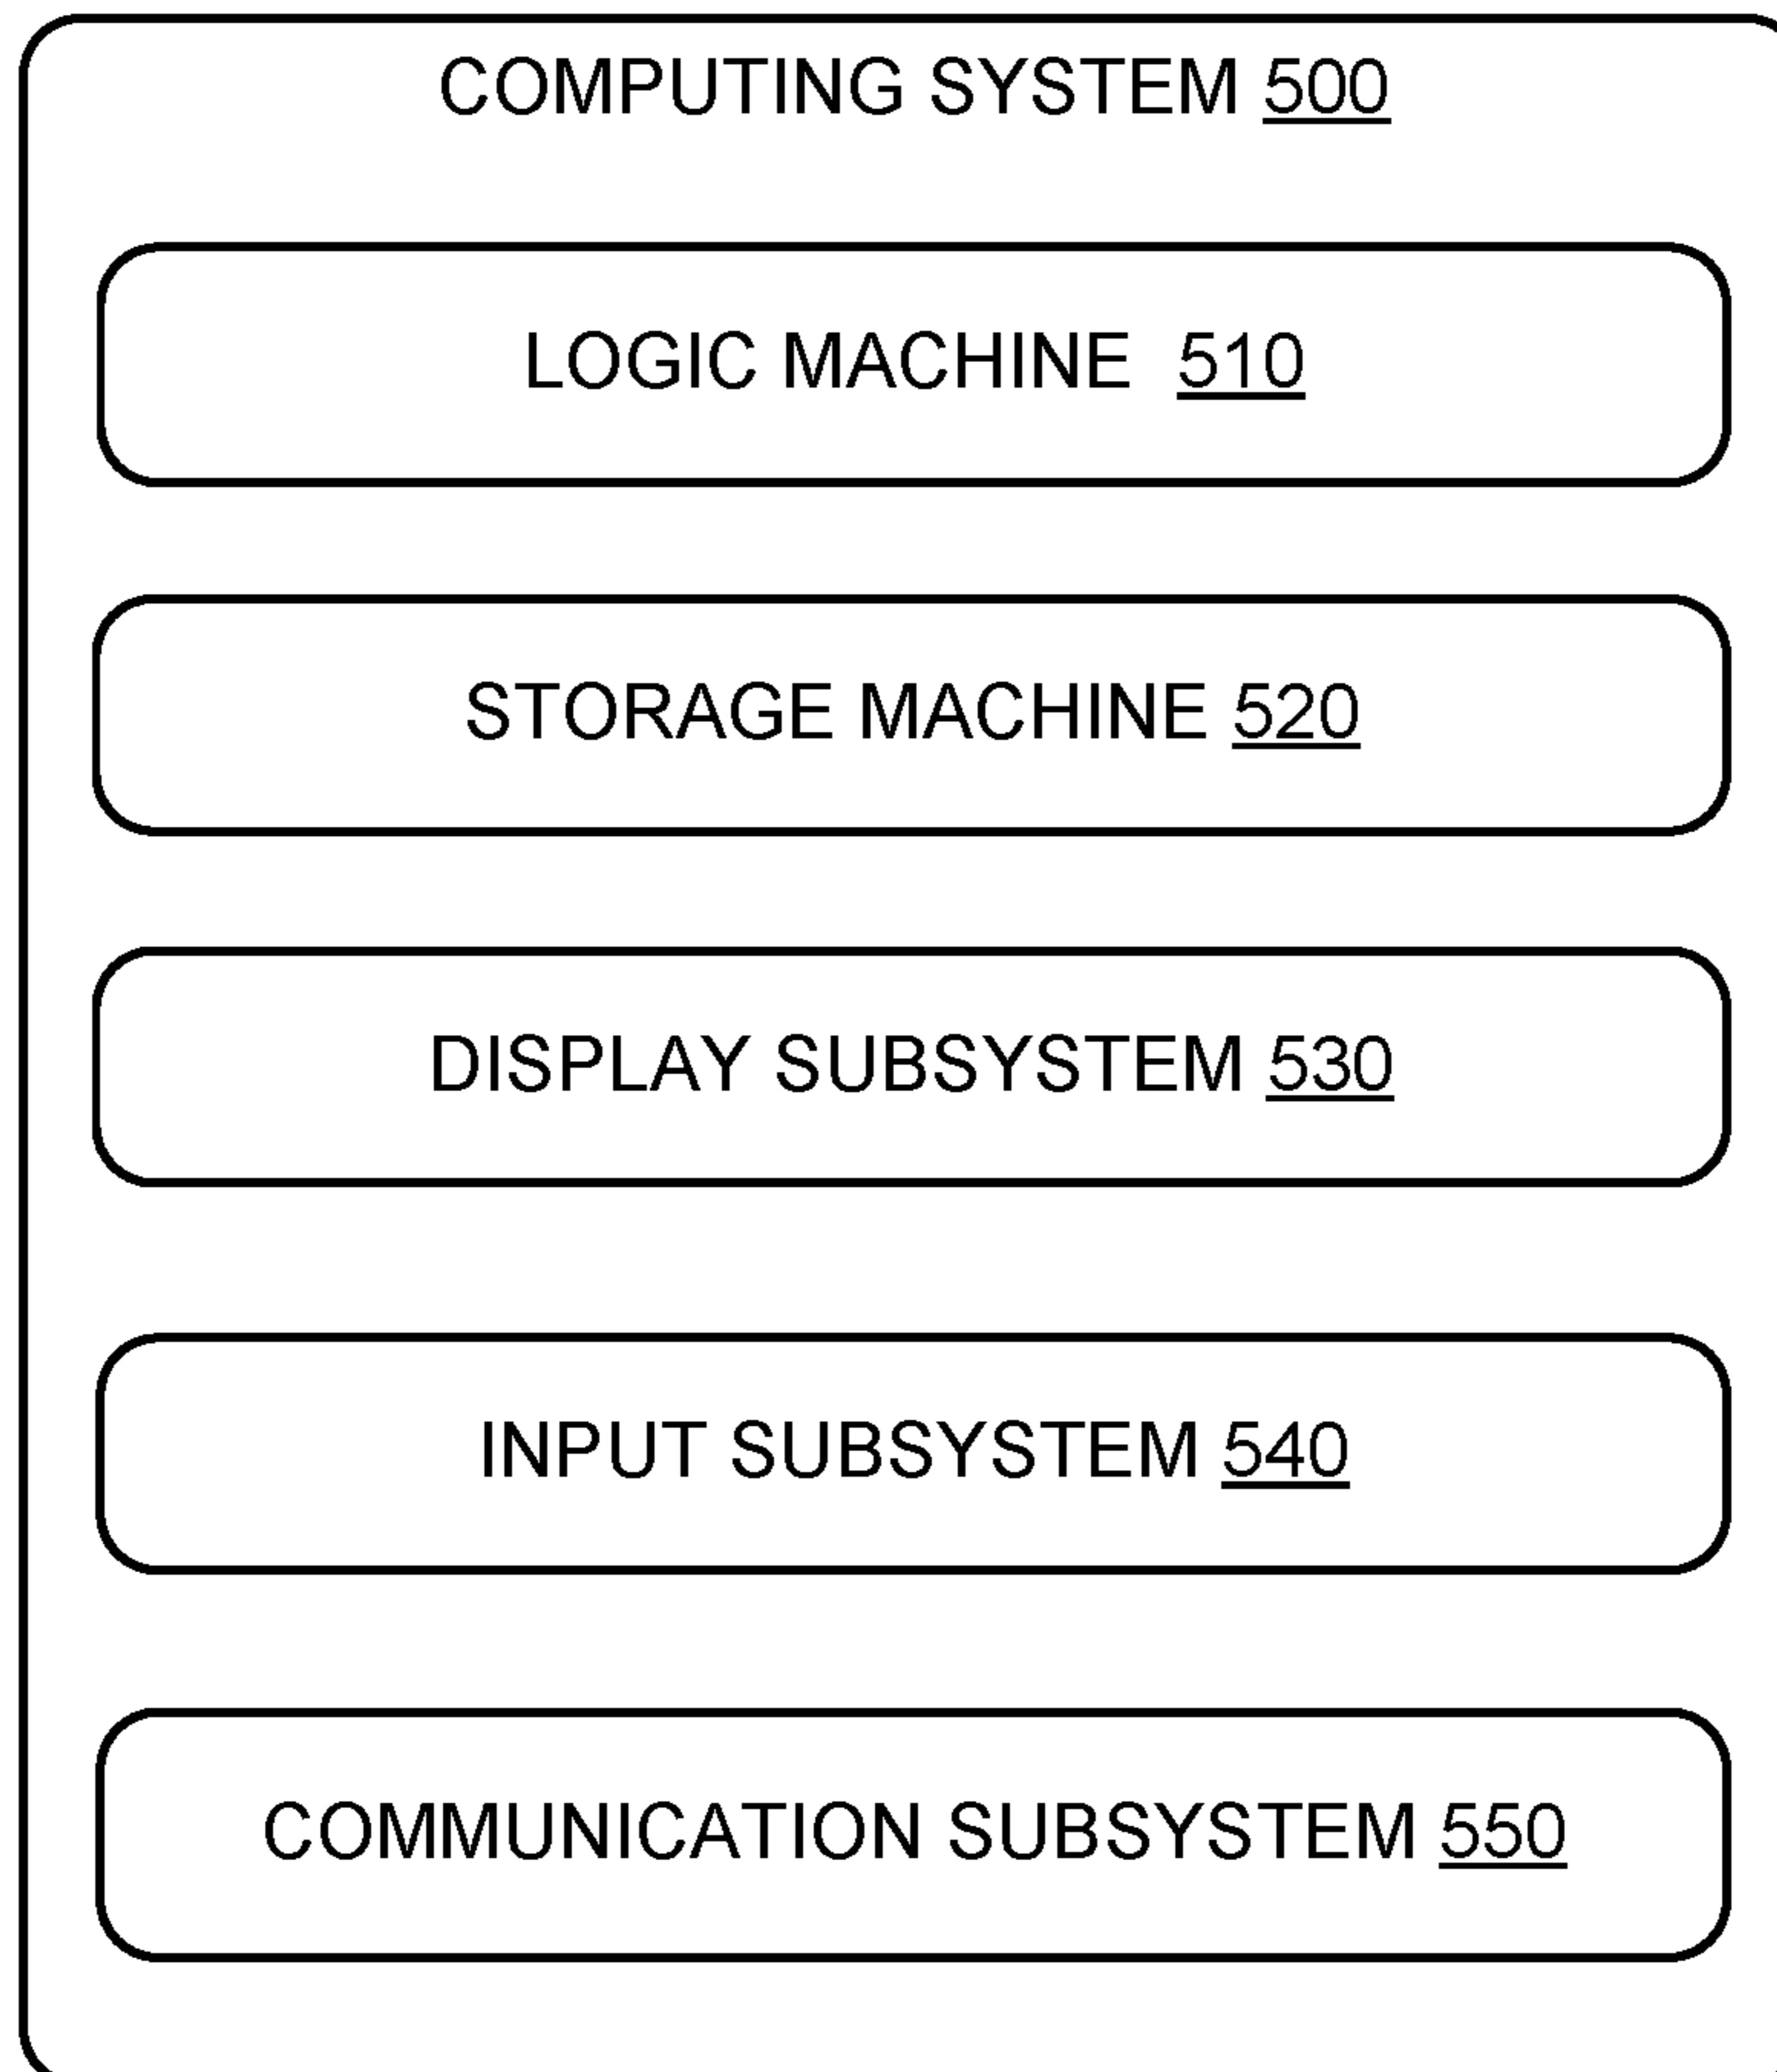 COMPUTING SYSTEM 500
LOGIC MACHINE 510
STORAGE MACHINE 520
DISPLAY SUBSYSTEM 530
INPUT SUBSYSTEM 540
COMMUNICATION SUBSYSTEM 550